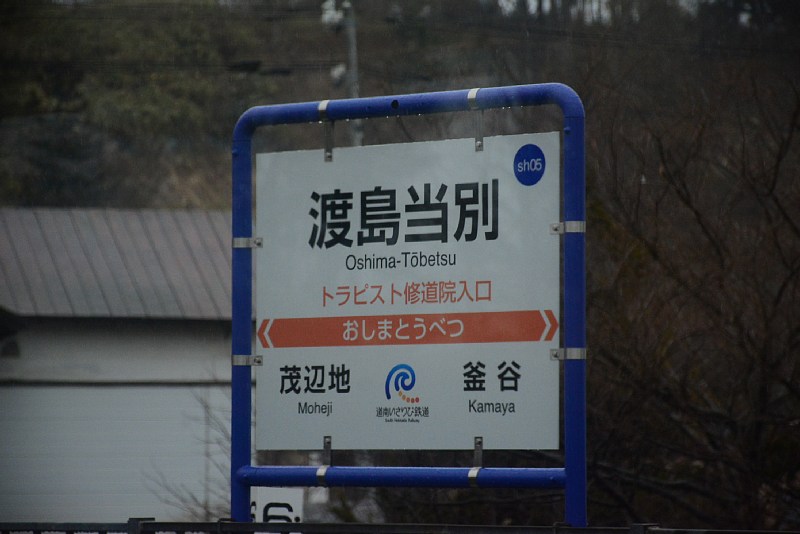 sh05
渡島当別
Oshima-Tōbetsu
トラピスト修道院入口
おしまとうべつ
茂辺地
Moheji
道南いさりび鉄道
釜谷
Kamaya